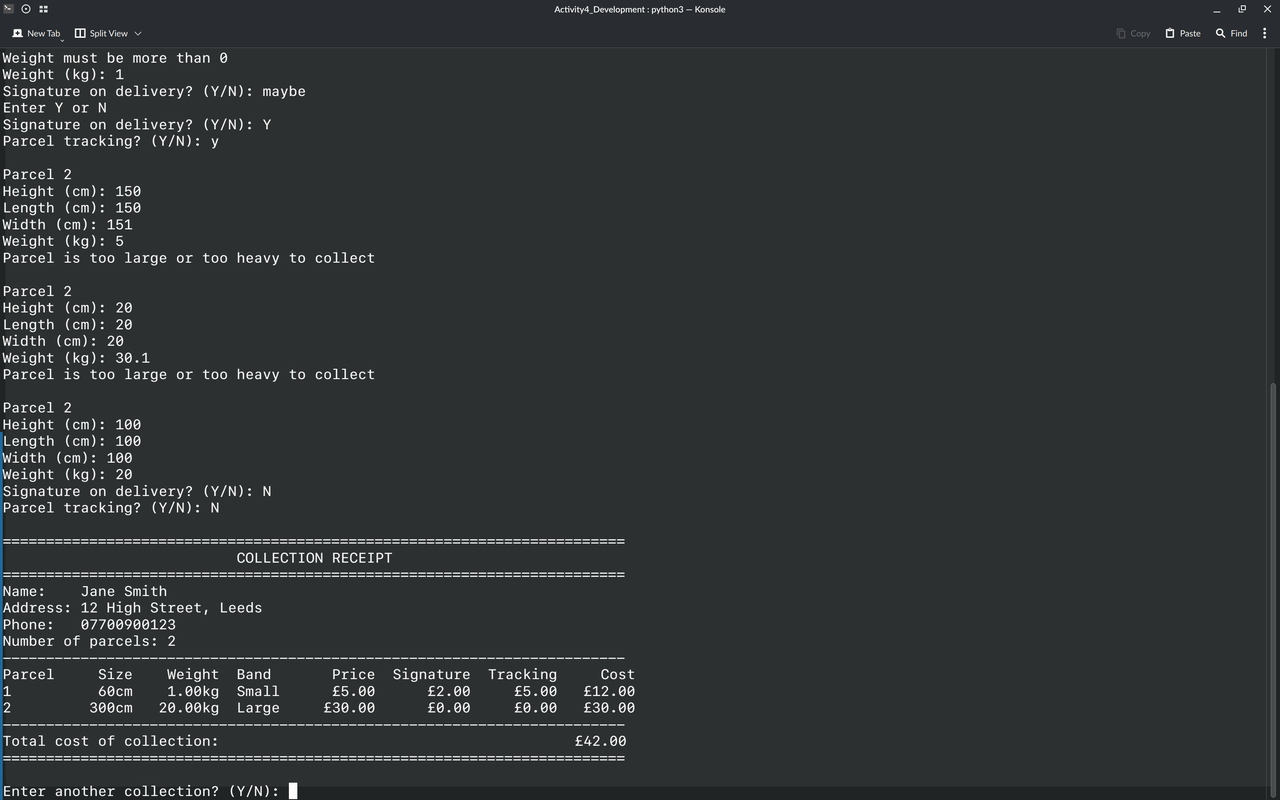 Activity4_Development : python3 — Konsole
New Tab Split View Copy Paste Find
Weight must be more than 0
Weight (kg): 1
Signature on delivery? (Y/N): maybe
Enter Y or N
Signature on delivery? (Y/N): Y
Parcel tracking? (Y/N): y
Parcel 2
Height (cm): 150
Length (cm): 150
Width (cm): 151
Weight (kg): 5
Parcel is too large or too heavy to collect
Parcel 2
Height (cm): 20
Length (cm): 20
Width (cm): 20
Weight (kg): 30.1
Parcel is too large or too heavy to collect
Parcel 2
Height (cm): 100
Length (cm): 100
Width (cm): 100
Weight (kg): 20
Signature on delivery? (Y/N): N
Parcel tracking? (Y/N): N
========================================================================
COLLECTION RECEIPT
========================================================================
Name:    Jane Smith
Address: 12 High Street, Leeds
Phone:   07700900123
Number of parcels: 2
------------------------------------------------------------------------
Parcel     Size    Weight  Band       Price  Signature  Tracking     Cost
1          60cm    1.00kg  Small      £5.00      £2.00     £5.00   £12.00
2         300cm   20.00kg  Large     £30.00      £0.00     £0.00   £30.00
------------------------------------------------------------------------
Total cost of collection:                                         £42.00
========================================================================
Enter another collection? (Y/N):